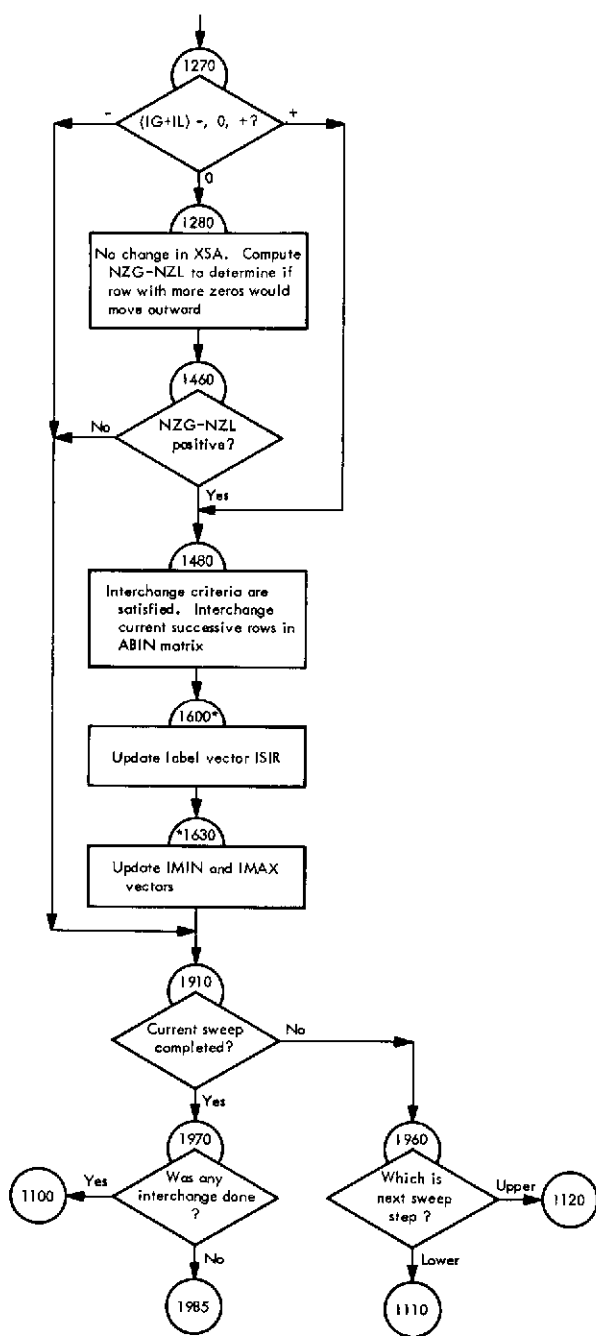 1270
(IG+IL) -, 0, +?
-
+
0
1280
No change in XSA. Compute
NZG-NZL to determine if
row with more zeros would
move outward
1460
NZG-NZL
positive?
No
Yes
1480
Interchange criteria are
satisfied. Interchange
current successive rows in
ABIN matrix
1600*
Update label vector ISIR
*1630
Update IMIN and IMAX
vectors
1910
Current sweep
completed?
No
Yes
1970
Was any
interchange done
?
Yes
1100
No
1985
1960
Which is
next sweep
step ?
Upper
1120
Lower
1110